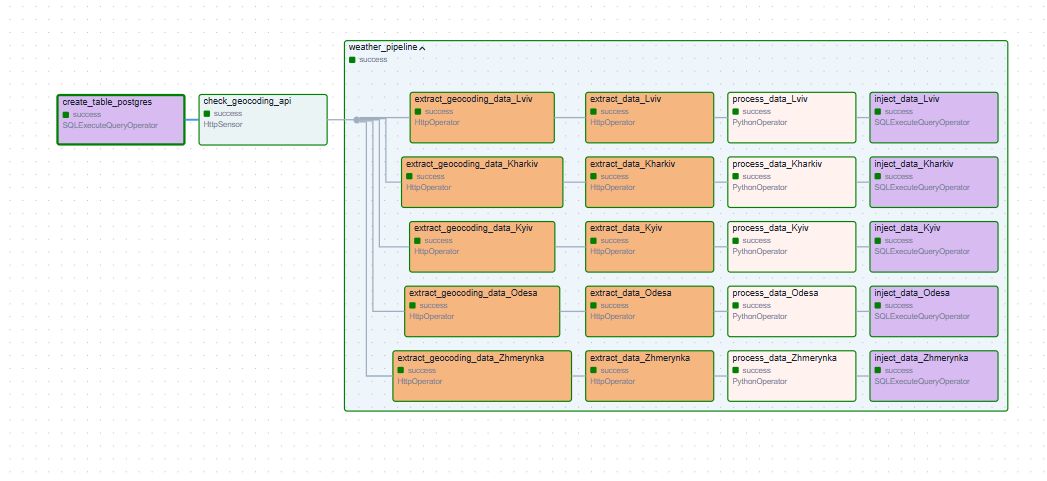 create_table_postgres
success
SQLExecuteQueryOperator
check_geocoding_api
success
HttpSensor
weather_pipeline
success
extract_geocoding_data_Lviv
success
HttpOperator
extract_data_Lviv
success
HttpOperator
process_data_Lviv
success
PythonOperator
inject_data_Lviv
success
SQLExecuteQueryOperator
extract_geocoding_data_Kharkiv
success
HttpOperator
extract_data_Kharkiv
success
HttpOperator
process_data_Kharkiv
success
PythonOperator
inject_data_Kharkiv
success
SQLExecuteQueryOperator
extract_geocoding_data_Kyiv
success
HttpOperator
extract_data_Kyiv
success
HttpOperator
process_data_Kyiv
success
PythonOperator
inject_data_Kyiv
success
SQLExecuteQueryOperator
extract_geocoding_data_Odesa
success
HttpOperator
extract_data_Odesa
success
HttpOperator
process_data_Odesa
success
PythonOperator
inject_data_Odesa
success
SQLExecuteQueryOperator
extract_geocoding_data_Zhmerynka
success
HttpOperator
extract_data_Zhmerynka
success
HttpOperator
process_data_Zhmerynka
success
PythonOperator
inject_data_Zhmerynka
success
SQLExecuteQueryOperator